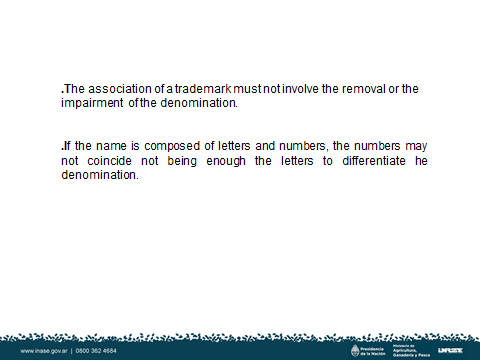 .The association of a trademark must not involve the removal or the
impairment of the denomination.
.If the name is composed of letters and numbers, the numbers may
not coincide not being enough the letters to differentiate he
denomination.
www.inase.gov.ar | 0800 362 4684
Presidencia
de la Nación
Ministerio de
Agricultura,
Ganadería y Pesca
INASE